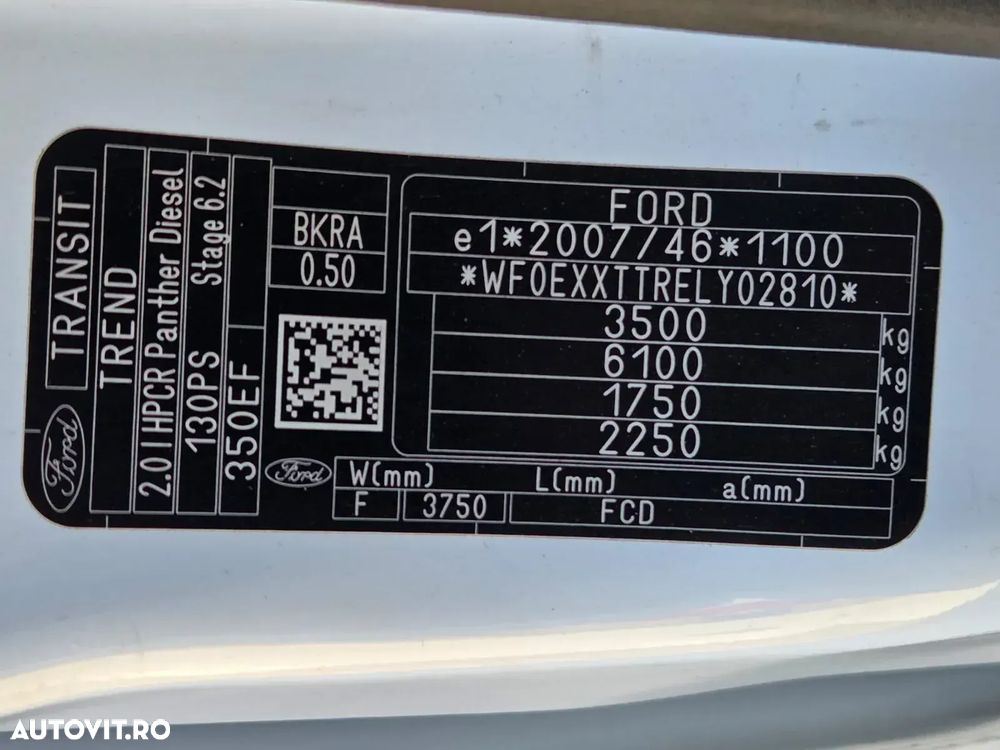 TRANSIT
TREND
2.0 l HPCR Panther Diesel
130PS Stage 6.2
350EF
Ford
BKRA
0.50
FORD
e1*2007/46*1100
*WF0EXXTTRELY02810*
3500 kg
6100 kg
1750 kg
2250 kg
Ford
W(mm) L(mm) a(mm)
F 3750 FCD
AUTOVIT.RO